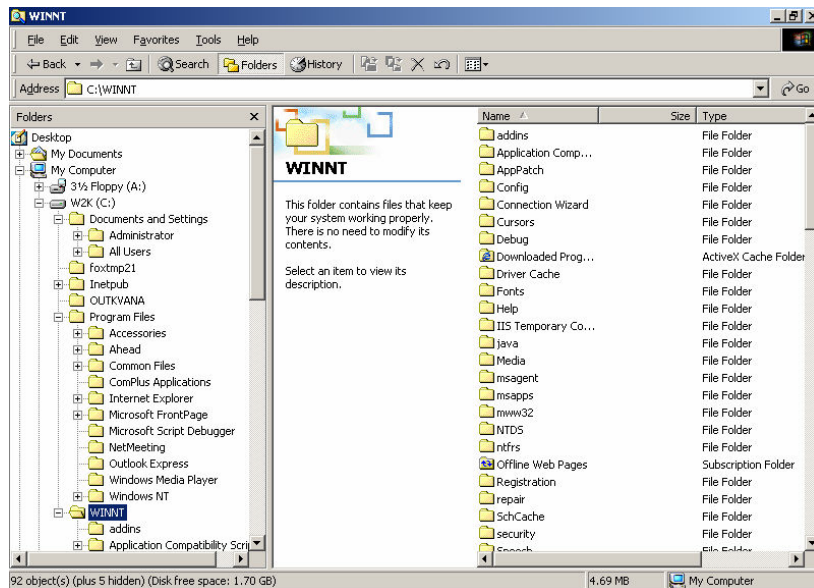 WINNT
File Edit View Favorites Tools Help
Back Search Folders History
Address C:\WINNT Go
Folders
Desktop
My Documents
My Computer
3½ Floppy (A:)
W2K (C:)
Documents and Settings
Administrator
All Users
foxtmp21
Inetpub
OUTKVANA
Program Files
Accessories
Ahead
Common Files
ComPlus Applications
Internet Explorer
Microsoft FrontPage
Microsoft Script Debugger
NetMeeting
Outlook Express
Windows Media Player
Windows NT
WINNT
addins
Application Compatibility Scrip
WINNT
This folder contains files that keep
your system working properly.
There is no need to modify its
contents.
Select an item to view its
description.
Name Size Type
addins File Folder
Application Comp... File Folder
AppPatch File Folder
Config File Folder
Connection Wizard File Folder
Cursors File Folder
Debug File Folder
Downloaded Prog... ActiveX Cache Folder
Driver Cache File Folder
Fonts File Folder
Help File Folder
IIS Temporary Co... File Folder
java File Folder
Media File Folder
msagent File Folder
msapps File Folder
mww32 File Folder
NTDS File Folder
ntfrs File Folder
Offline Web Pages Subscription Folder
Registration File Folder
repair File Folder
SchCache File Folder
security File Folder
Speech File Folder
92 object(s) (plus 5 hidden) (Disk free space: 1.70 GB) 4.69 MB My Computer